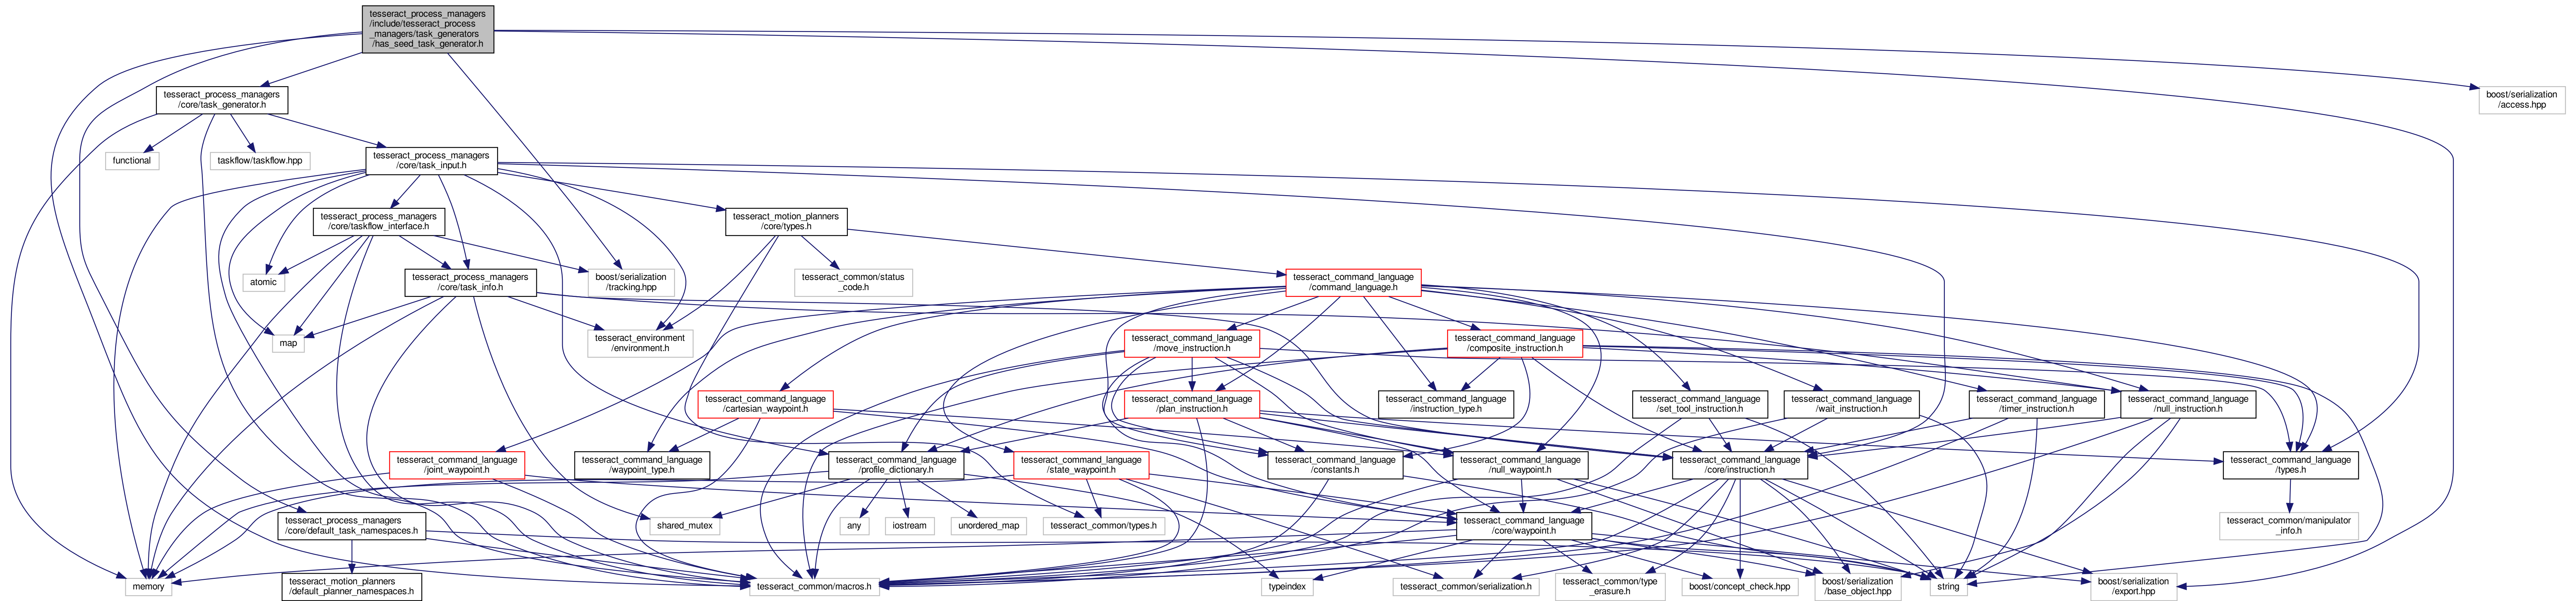 tesseract_process_managers
/include/tesseract_process
_managers/task_generators
/has_seed_task_generator.h
tesseract_process_managers
/core/task_generator.h
boost/serialization
/access.hpp
functional
taskflow/taskflow.hpp
tesseract_process_managers
/core/task_input.h
tesseract_process_managers
/core/taskflow_interface.h
tesseract_motion_planners
/core/types.h
atomic
tesseract_process_managers
/core/task_info.h
boost/serialization
/tracking.hpp
tesseract_common/status
_code.h
tesseract_command_language
/command_language.h
map
tesseract_environment
/environment.h
tesseract_command_language
/move_instruction.h
tesseract_command_language
/composite_instruction.h
tesseract_command_language
/cartesian_waypoint.h
tesseract_command_language
/plan_instruction.h
tesseract_command_language
/instruction_type.h
tesseract_command_language
/set_tool_instruction.h
tesseract_command_language
/wait_instruction.h
tesseract_command_language
/timer_instruction.h
tesseract_command_language
/null_instruction.h
tesseract_command_language
/joint_waypoint.h
tesseract_command_language
/waypoint_type.h
tesseract_command_language
/profile_dictionary.h
tesseract_command_language
/state_waypoint.h
tesseract_command_language
/constants.h
tesseract_command_language
/null_waypoint.h
tesseract_command_language
/core/instruction.h
tesseract_command_language
/types.h
tesseract_process_managers
/core/default_task_namespaces.h
shared_mutex
any
iostream
unordered_map
tesseract_common/types.h
tesseract_command_language
/core/waypoint.h
tesseract_common/manipulator
_info.h
memory
tesseract_motion_planners
/default_planner_namespaces.h
tesseract_common/macros.h
typeindex
tesseract_common/serialization.h
tesseract_common/type
_erasure.h
boost/concept_check.hpp
boost/serialization
/base_object.hpp
string
boost/serialization
/export.hpp